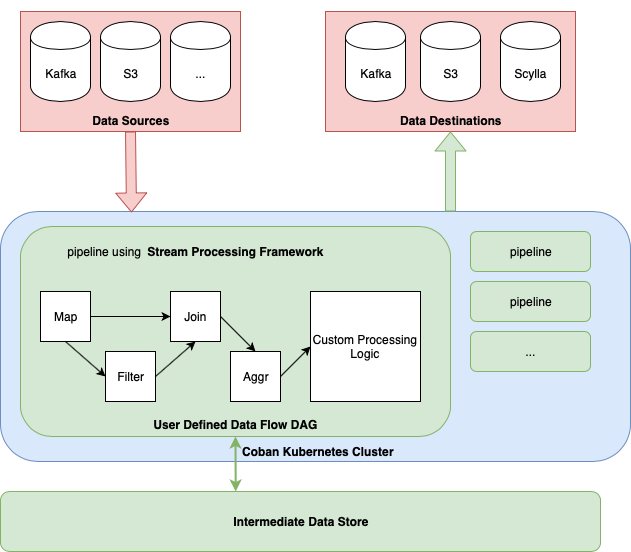 Kafka
S3
...
Data Sources
Kafka
S3
Scylla
Data Destinations
pipeline using Stream Processing Framework
Map
Join
Filter
Aggr
Custom Processing
Logic
User Defined Data Flow DAG
pipeline
pipeline
...
Coban Kubernetes Cluster
Intermediate Data Store